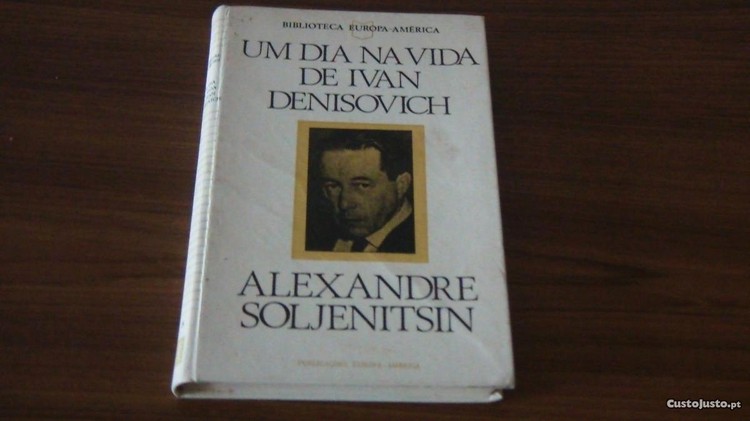 BIBLIOTECA EUROPA-AMÉRICA
UM DIA NA VIDA
DE IVAN
DENISOVICH
ALEXANDRE
SOLJENITSIN
PUBLICAÇÕES EUROPA-AMÉRICA
CustoJusto.pt